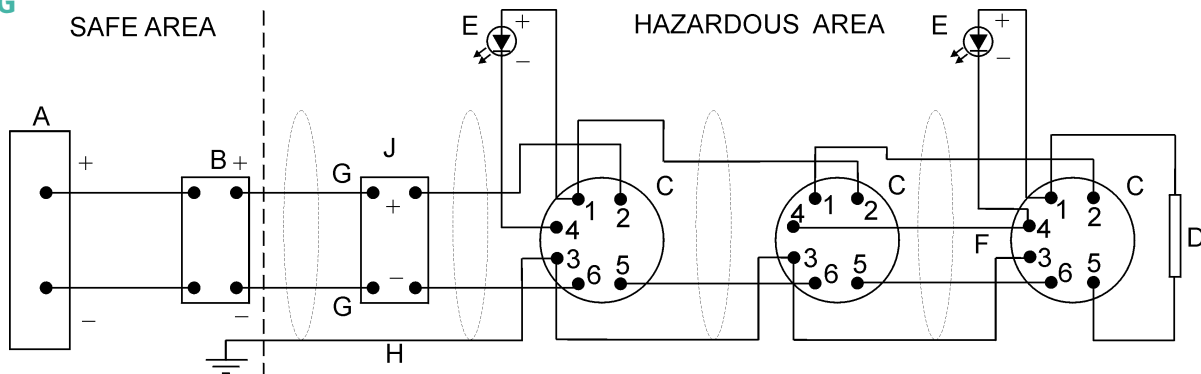 G
SAFE AREA
HAZARDOUS AREA
E + −
E + −
A + −
B + −
G
J + −
G
H
C 1 2 3 4 5 6
C 1 2 3 4 5 6
F
C 1 2 3 4 5 6
D